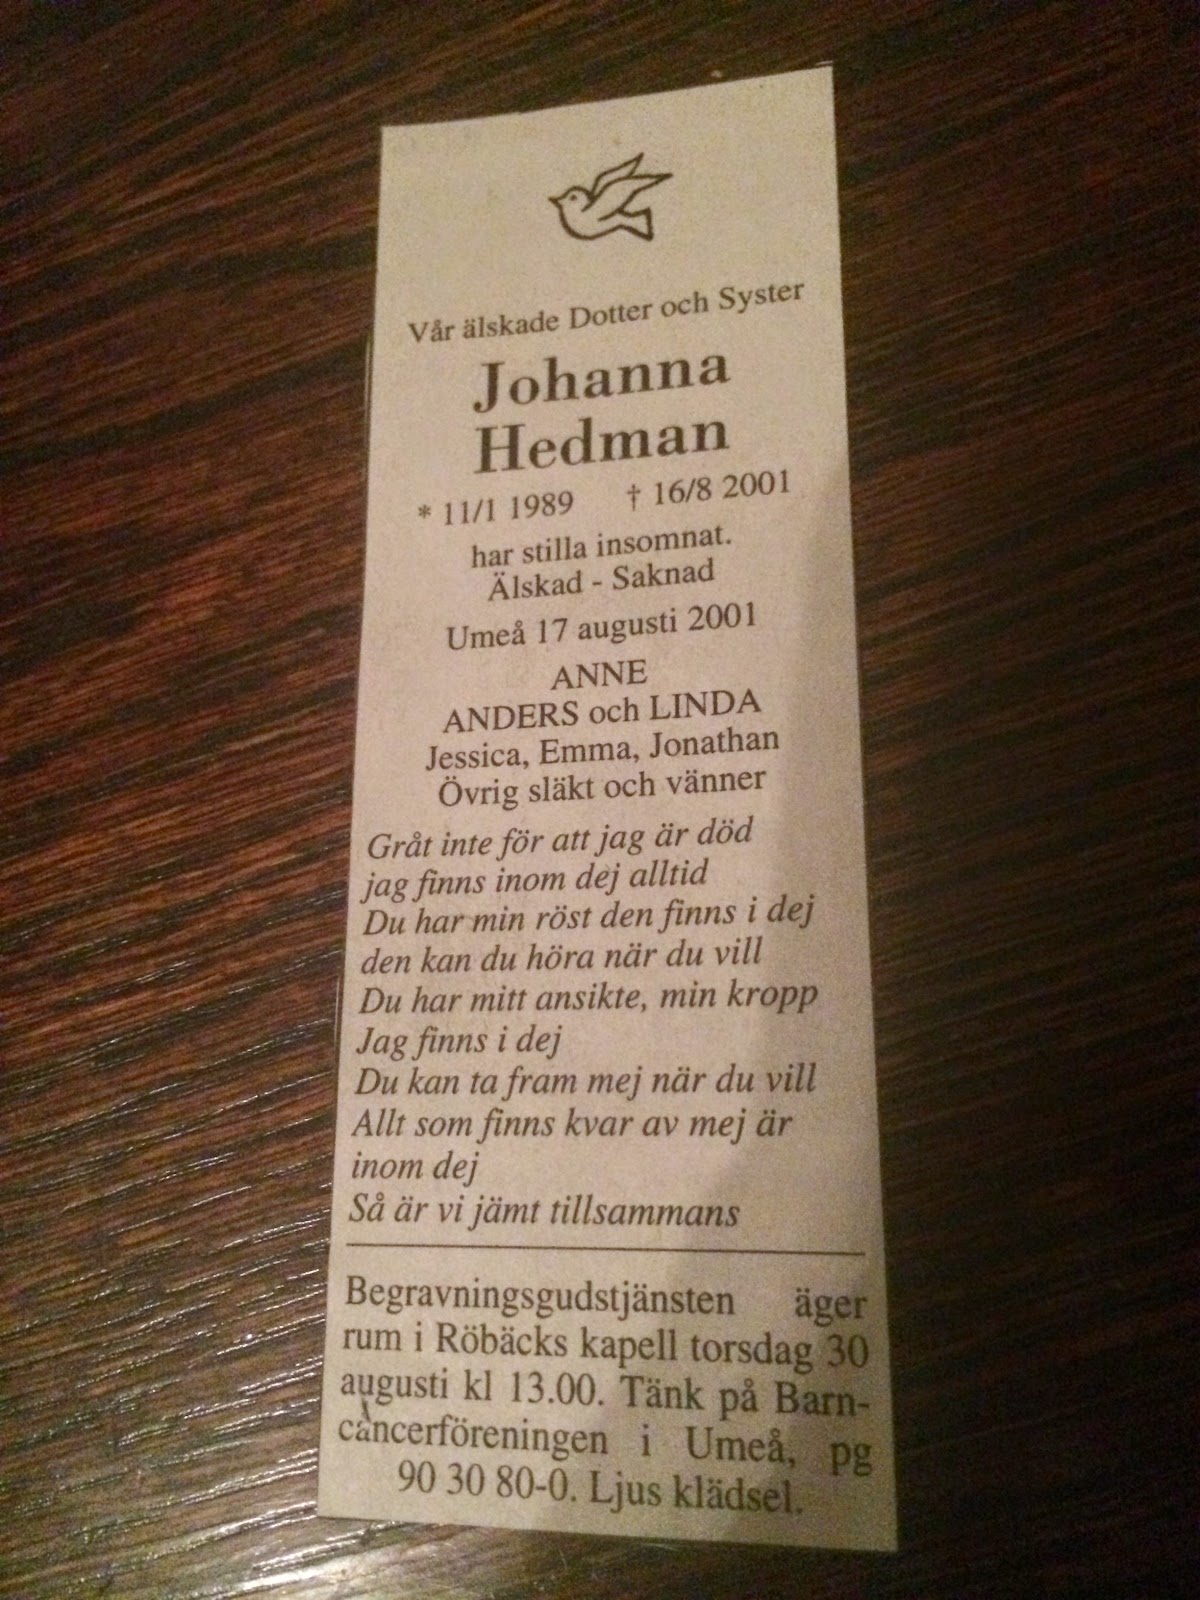 Vår älskade Dotter och Syster
Johanna
Hedman
* 11/1 1989 † 16/8 2001
har stilla insomnat.
Älskad - Saknad
Umeå 17 augusti 2001
ANNE
ANDERS och LINDA
Jessica, Emma, Jonathan
Övrig släkt och vänner
Gråt inte för att jag är död
jag finns inom dej alltid
Du har min röst den finns i dej
den kan du höra när du vill
Du har mitt ansikte, min kropp
Jag finns i dej
Du kan ta fram mej när du vill
Allt som finns kvar av mej är
inom dej
Så är vi jämt tillsammans
Begravningsgudstjänsten äger
rum i Röbäcks kapell torsdag 30
augusti kl 13.00. Tänk på Barn-
cancerföreningen i Umeå, pg
90 30 80-0. Ljus klädsel.